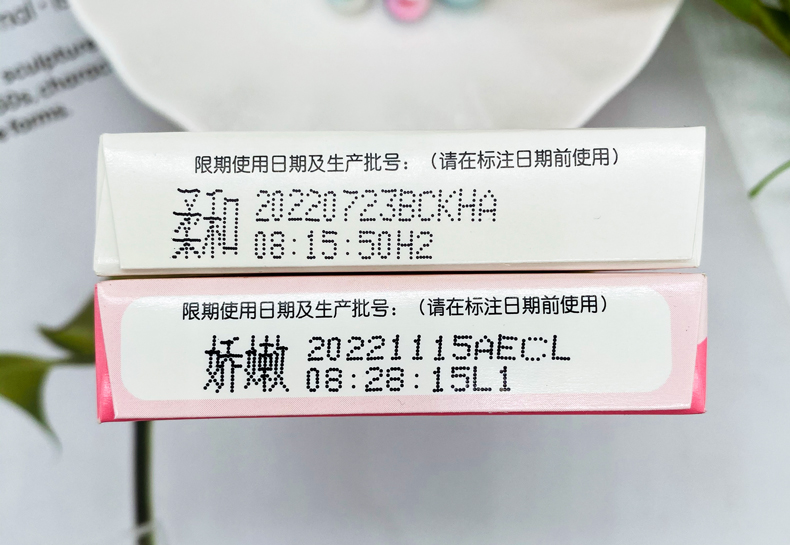 sculpture
forms.
限期使用日期及生产批号：（请在标注日期前使用）
柔和 20220723BCKHA
08:15:50H2
限期使用日期及生产批号：（请在标注日期前使用）
娇嫩 20221115AECL
08:28:15L1